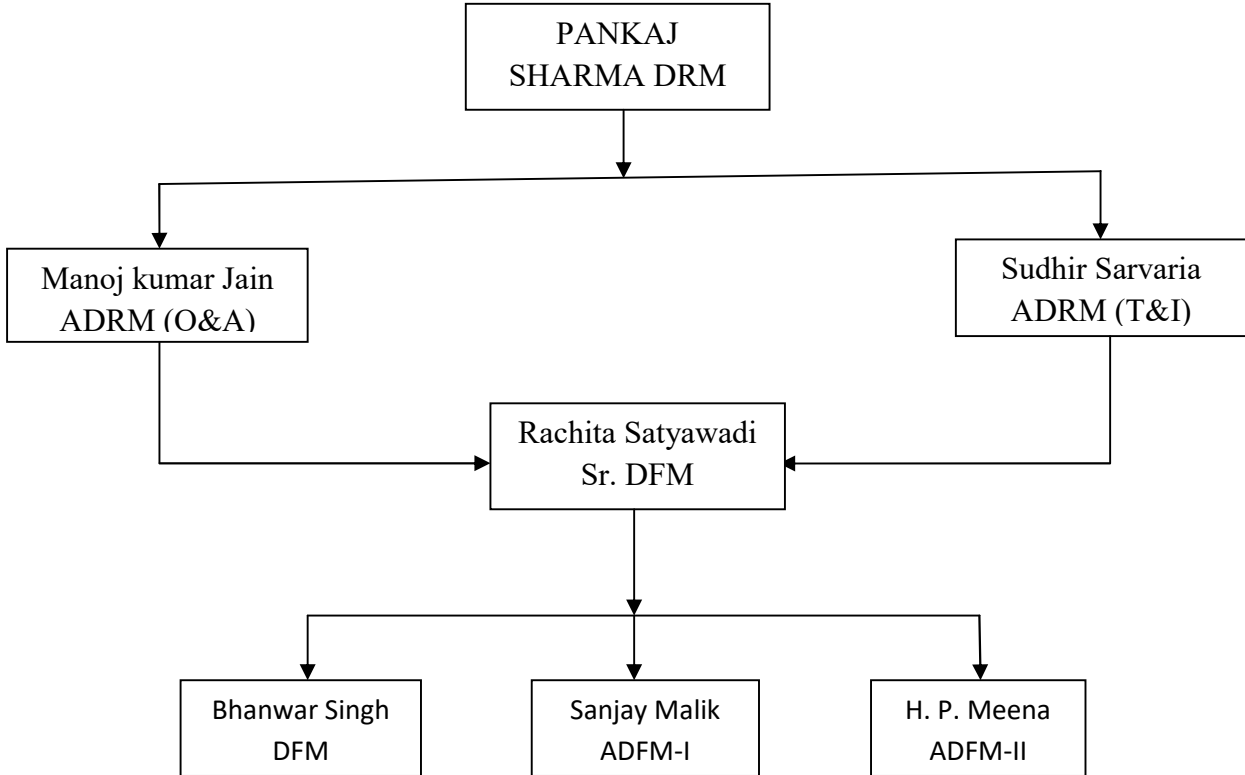 PANKAJ
SHARMA DRM
Manoj kumar Jain
ADRM (O&A)
Sudhir Sarvaria
ADRM (T&I)
Rachita Satyawadi
Sr. DFM
Bhanwar Singh
DFM
Sanjay Malik
ADFM-I
H. P. Meena
ADFM-II